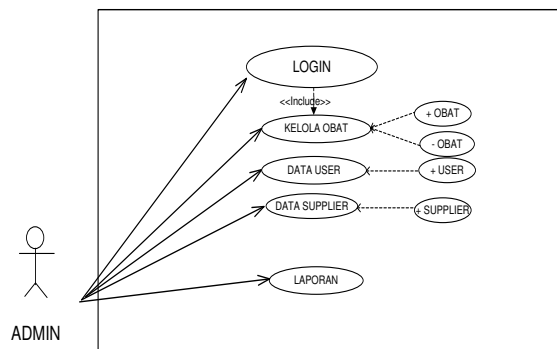 LOGIN
<<Include>>
KELOLA OBAT
+ OBAT
- OBAT
DATA USER
+ USER
DATA SUPPLIER
+ SUPPLIER
LAPORAN
ADMIN